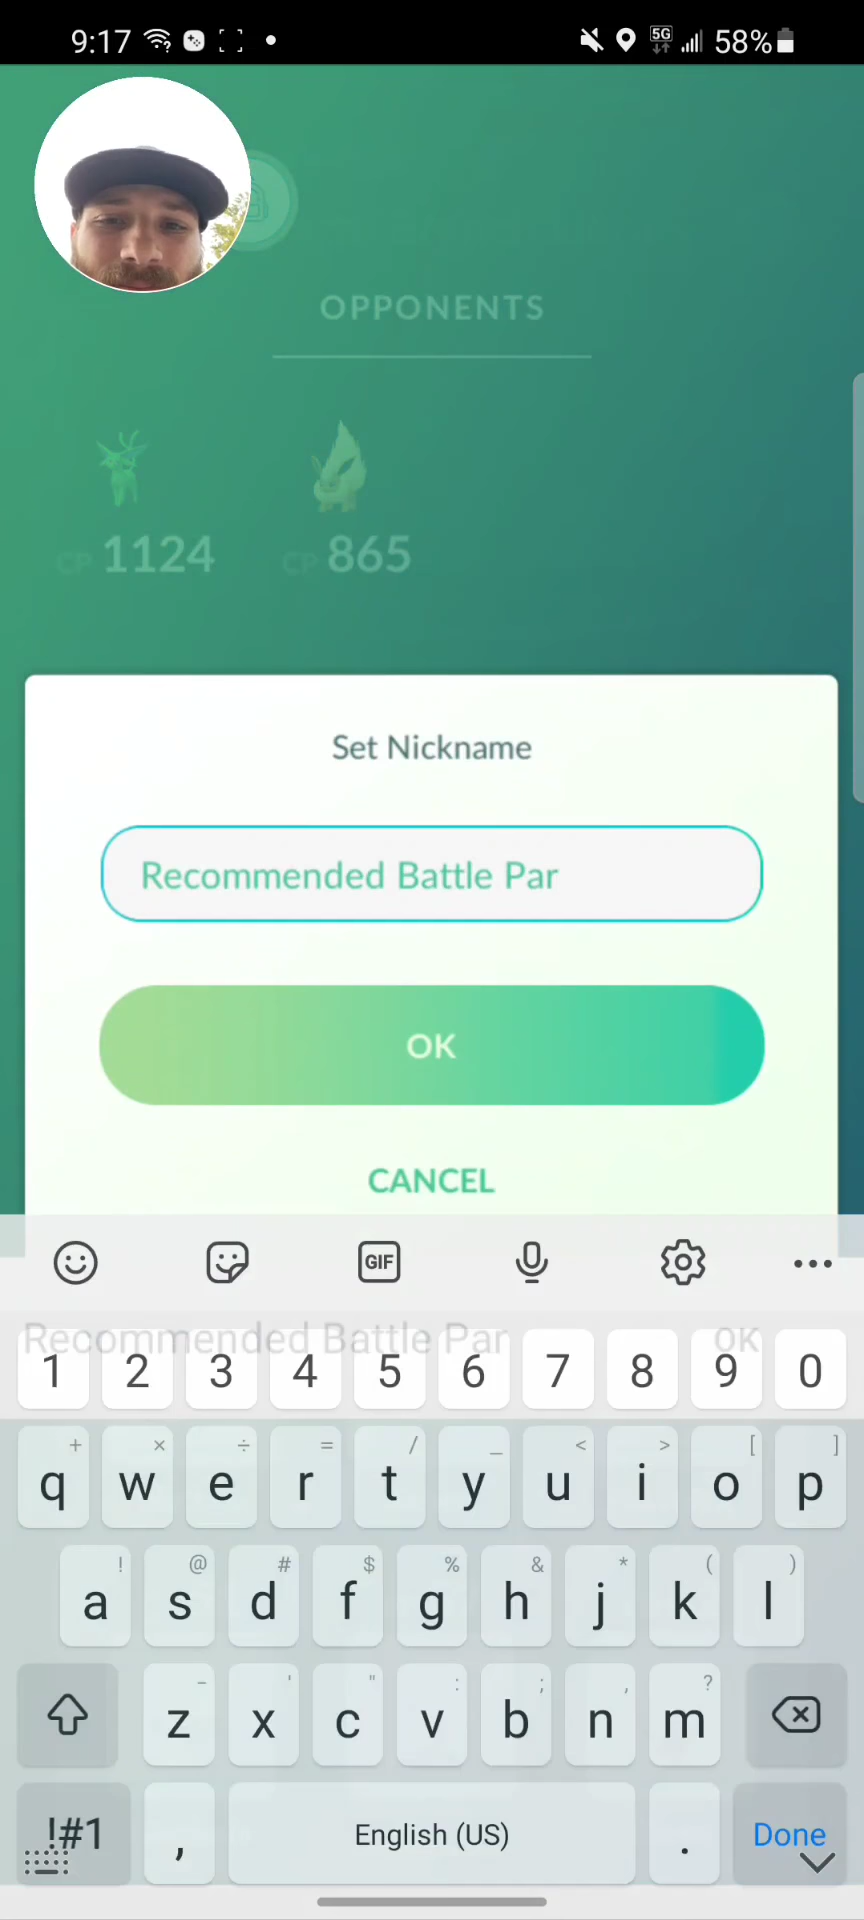 9:17 5G 58%
OPPONENTS
CP 1124 CP 865
Set Nickname
Recommended Battle Par
OK
CANCEL
GIF
Recommended Battle Par OK
1 2 3 4 5 6 7 8 9 0
+ × ÷ = / _ < > [ ]
q w e r t y u i o p
! @ # $ % & * ( )
a s d f g h j k l
- ' " : ; , ?
z x c v b n m
!#1 , English (US) . Done